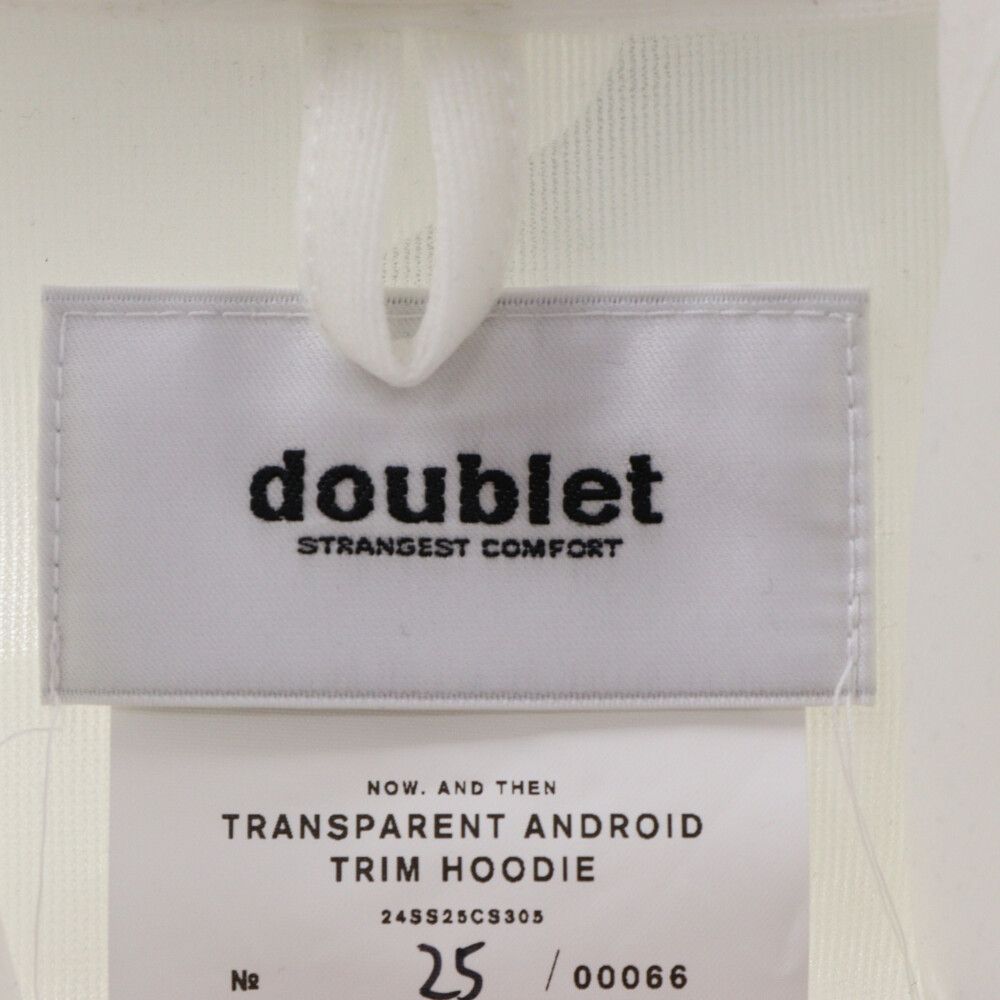 doublet
STRANGEST COMFORT
NOW. AND THEN
TRANSPARENT ANDROID
TRIM HOODIE
24SS25CS305
№ 25 / 00066